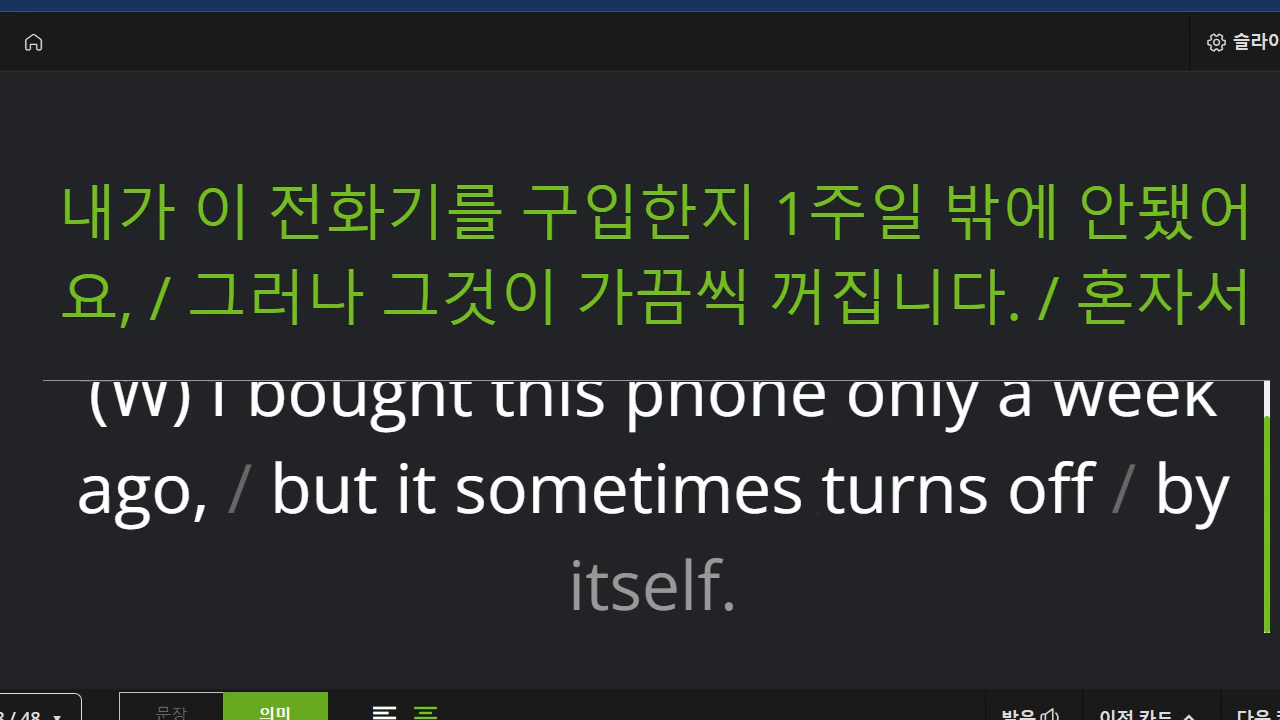 슬라이
내가 이 전화기를 구입한지 1주일 밖에 안됐어
요, / 그러나 그것이 가끔씩 꺼집니다. / 혼자서
(W) I bought this phone only a week
ago, / but it sometimes turns off / by
itself.
/ 48
문장
의미
발음
이전 카드
다음